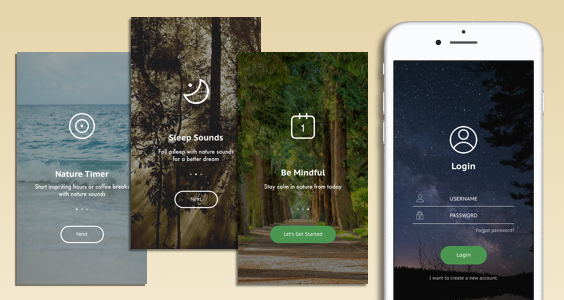 Nature Timer
Start inspiring hours or coffee breaks
with nature sounds
Next
Sleep Sounds
Fall asleep with nature sounds
for a better dream
Next
1
Be Mindful
Stay calm in nature from today
Let's Get Started
Login
USERNAME
PASSWORD
Forgot password?
Login
I want to create a new account.